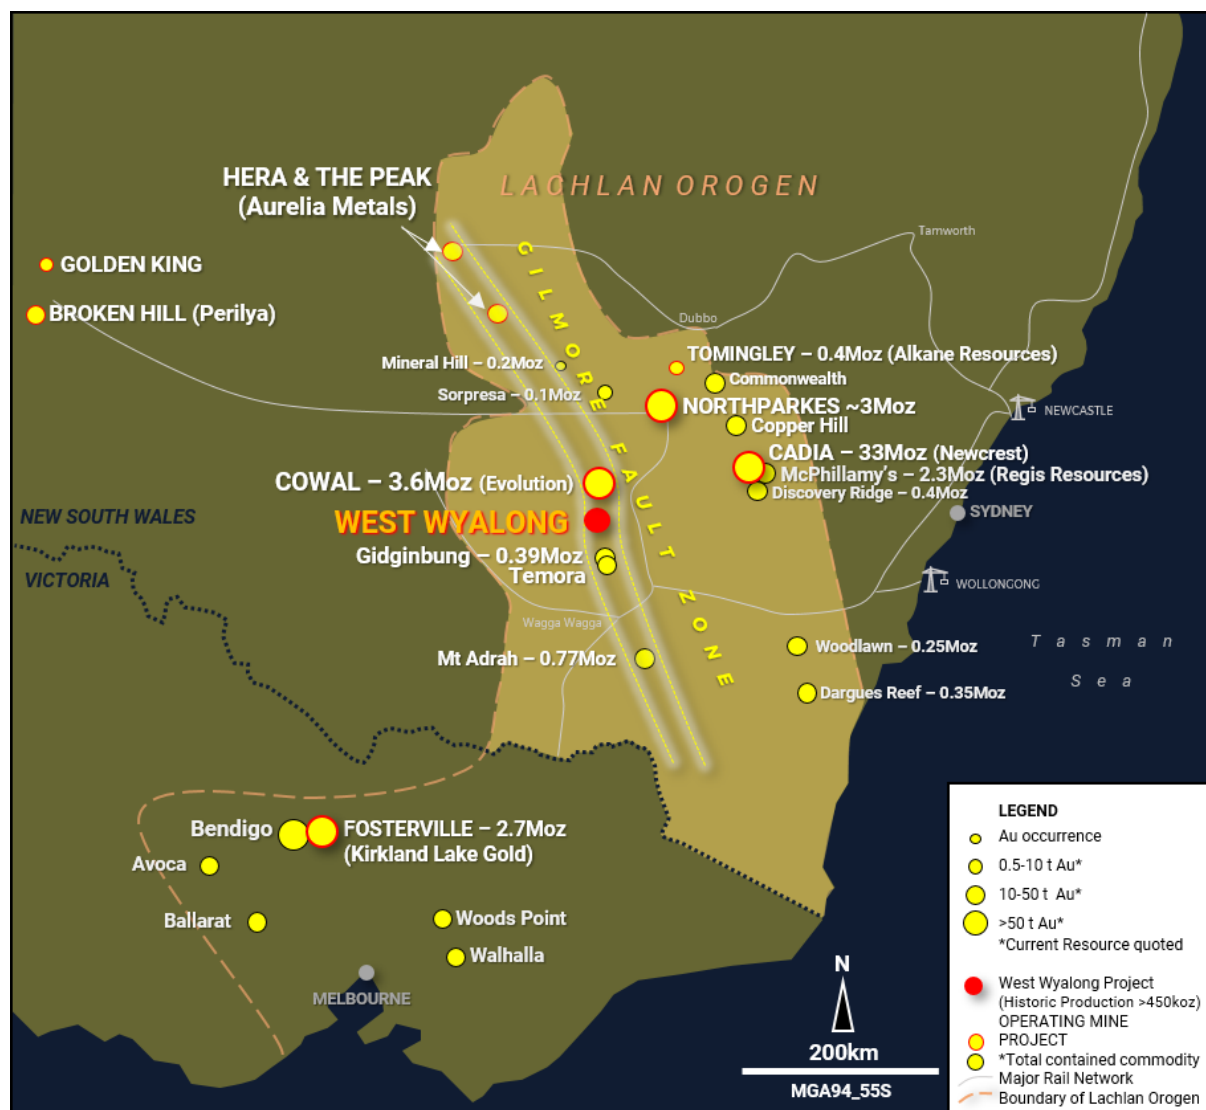 HERA & THE PEAK
(Aurelia Metals)
LACHLAN OROGEN
Tamworth
GOLDEN KING
BROKEN HILL (Perilya)
GILMORE FAULT ZONE
Dubbo
Mineral Hill – 0.2Moz
TOMINGLEY – 0.4Moz (Alkane Resources)
Commonwealth
Sorpresa – 0.1Moz
NORTHPARKES ~3Moz
NEWCASTLE
Copper Hill
CADIA – 33Moz (Newcrest)
McPhillamy's – 2.3Moz (Regis Resources)
COWAL – 3.6Moz (Evolution)
Discovery Ridge – 0.4Moz
NEW SOUTH WALES
WEST WYALONG
SYDNEY
Gidginbung – 0.39Moz
VICTORIA
Temora
WOLLONGONG
Wagga Wagga
Woodlawn – 0.25Moz
Tasman
Sea
Mt Adrah – 0.77Moz
Dargues Reef – 0.35Moz
Bendigo
FOSTERVILLE – 2.7Moz
(Kirkland Lake Gold)
Avoca
Ballarat
Woods Point
Walhalla
MELBOURNE
N
200km
MGA94_55S
LEGEND
Au occurrence
0.5-10 t Au*
10-50 t Au*
>50 t Au*
*Current Resource quoted
West Wyalong Project
(Historic Production >450koz)
OPERATING MINE
PROJECT
*Total contained commodity
Major Rail Network
Boundary of Lachlan Orogen